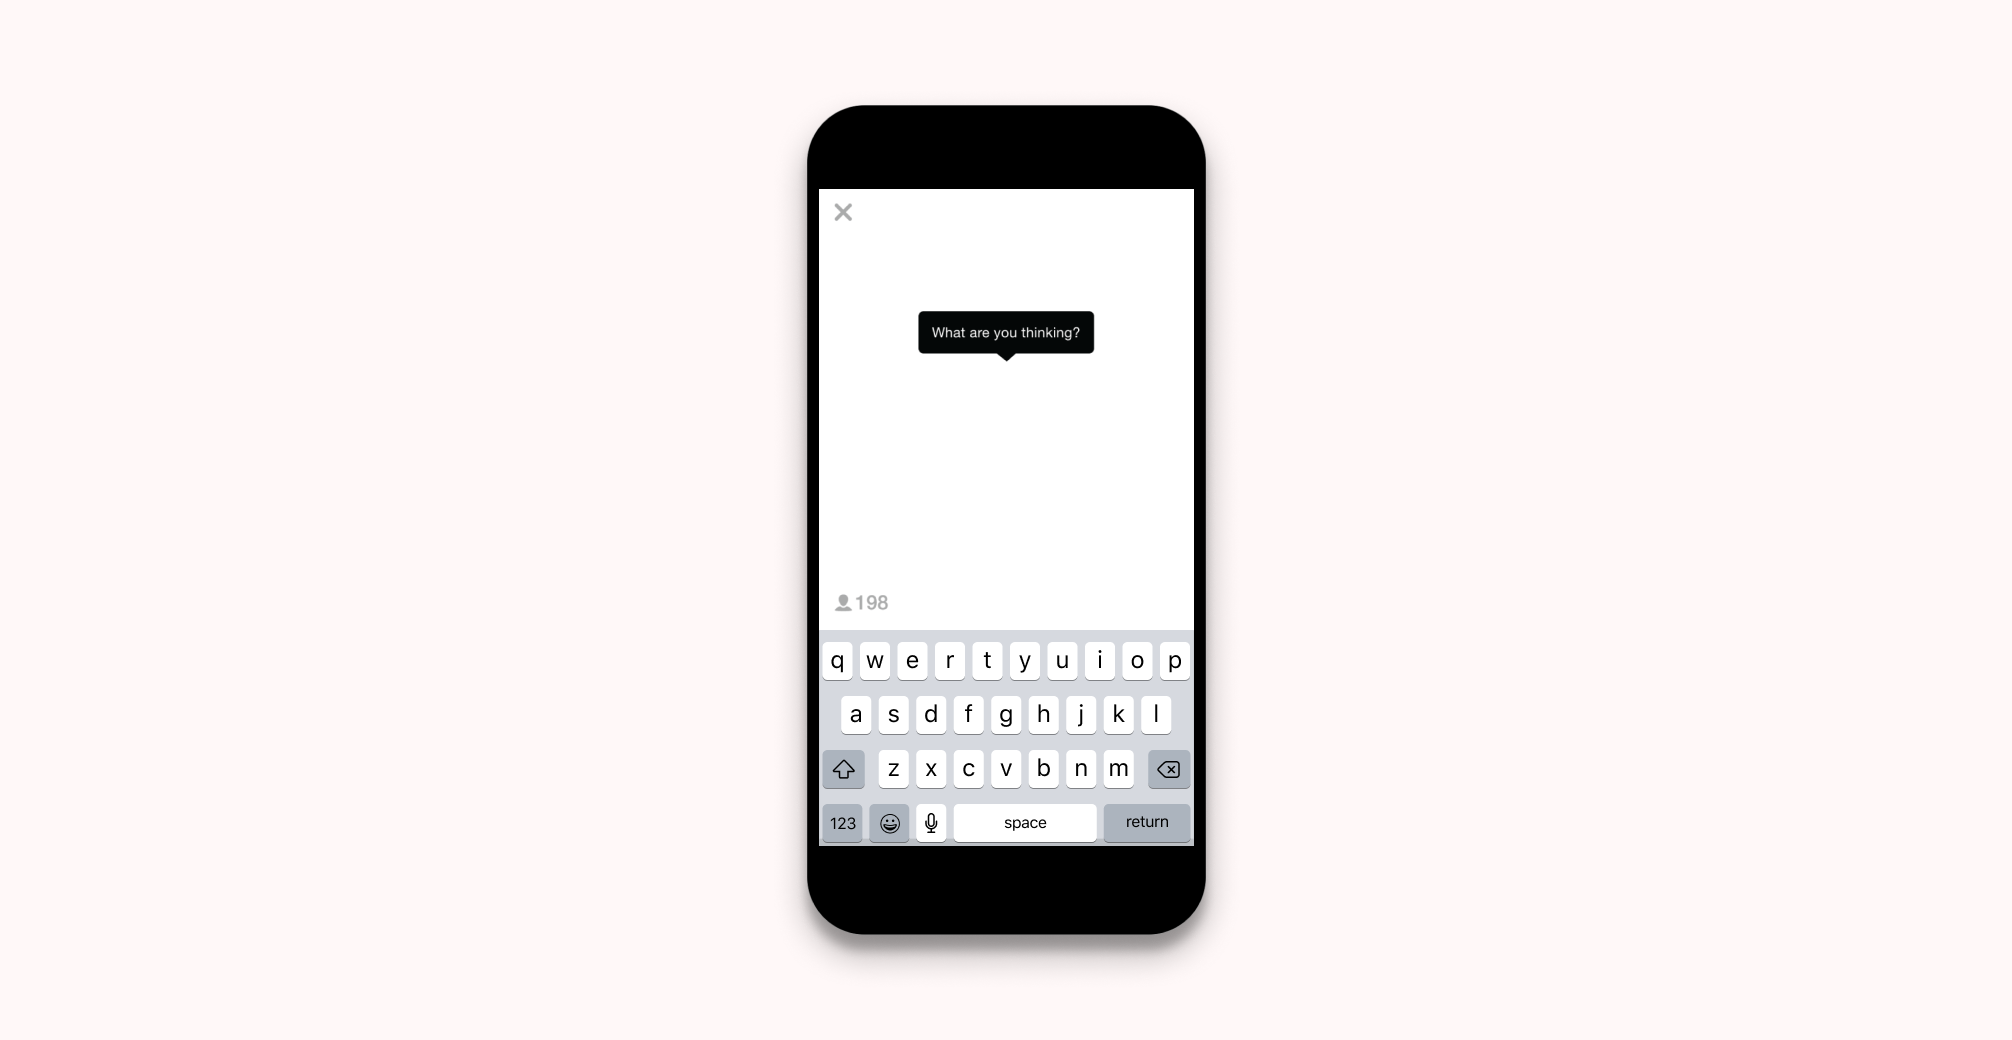 What are you thinking?
198
q w e r t y u i o p
a s d f g h j k l
z x c v b n m
123 space return